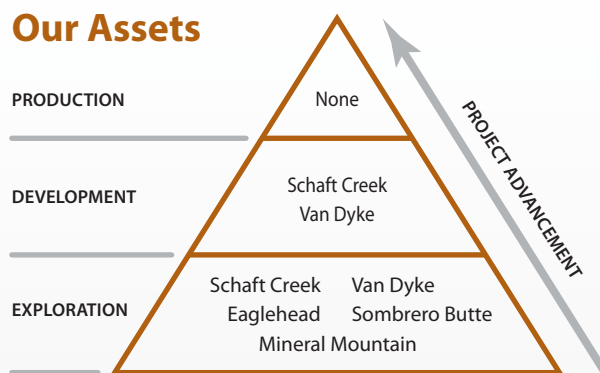 Our Assets
PRODUCTION
None
DEVELOPMENT
Schaft Creek
Van Dyke
EXPLORATION
Schaft Creek Van Dyke
Eaglehead Sombrero Butte
Mineral Mountain
PROJECT ADVANCEMENT